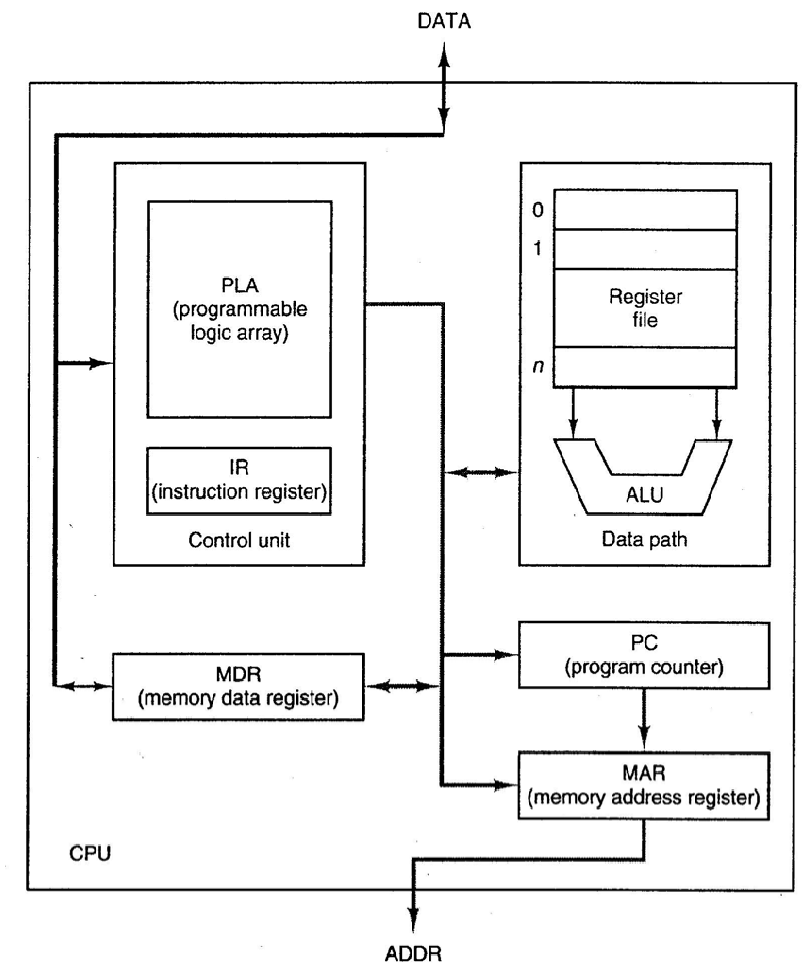 DATA
PLA
(programmable
logic array)
IR
(instruction register)
Control unit
0
1
Register
file
n
ALU
Data path
MDR
(memory data register)
PC
(program counter)
MAR
(memory address register)
CPU
ADDR